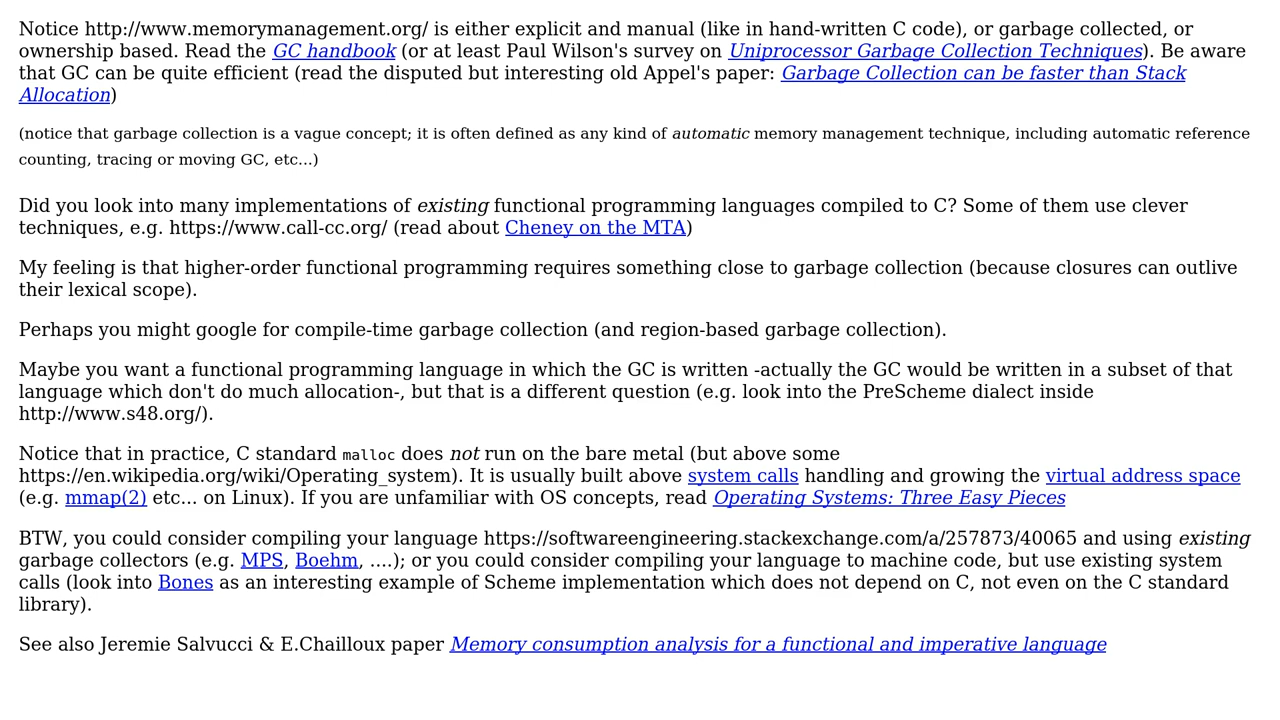 Notice http://www.memorymanagement.org/ is either explicit and manual (like in hand-written C code), or garbage collected, or
ownership based. Read the GC handbook (or at least Paul Wilson's survey on Uniprocessor Garbage Collection Techniques). Be aware
that GC can be quite efficient (read the disputed but interesting old Appel's paper: Garbage Collection can be faster than Stack
Allocation)
(notice that garbage collection is a vague concept; it is often defined as any kind of automatic memory management technique, including automatic reference
counting, tracing or moving GC, etc...)
Did you look into many implementations of existing functional programming languages compiled to C? Some of them use clever
techniques, e.g. https://www.call-cc.org/ (read about Cheney on the MTA)
My feeling is that higher-order functional programming requires something close to garbage collection (because closures can outlive
their lexical scope).
Perhaps you might google for compile-time garbage collection (and region-based garbage collection).
Maybe you want a functional programming language in which the GC is written -actually the GC would be written in a subset of that
language which don't do much allocation-, but that is a different question (e.g. look into the PreScheme dialect inside
http://www.s48.org/).
Notice that in practice, C standard malloc does not run on the bare metal (but above some
https://en.wikipedia.org/wiki/Operating_system). It is usually built above system calls handling and growing the virtual address space
(e.g. mmap(2) etc... on Linux). If you are unfamiliar with OS concepts, read Operating Systems: Three Easy Pieces
BTW, you could consider compiling your language https://softwareengineering.stackexchange.com/a/257873/40065 and using existing
garbage collectors (e.g. MPS, Boehm, ....); or you could consider compiling your language to machine code, but use existing system
calls (look into Bones as an interesting example of Scheme implementation which does not depend on C, not even on the C standard
library).
See also Jeremie Salvucci & E.Chailloux paper Memory consumption analysis for a functional and imperative language